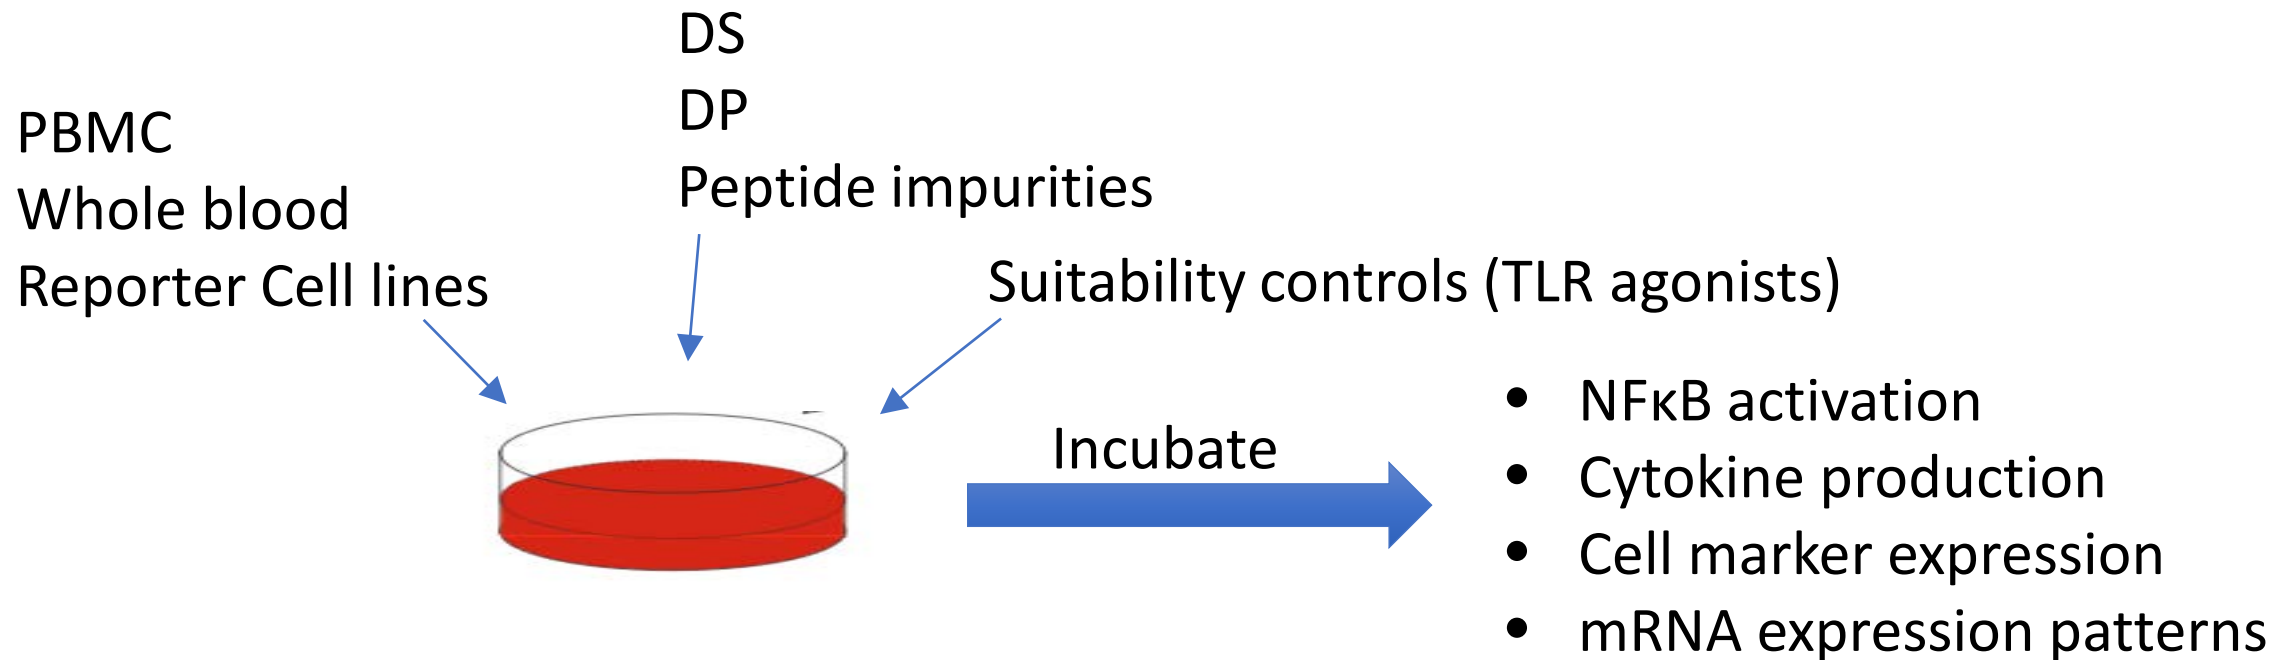 DS
DP
Peptide impurities
PBMC
Whole blood
Reporter Cell lines
Suitability controls (TLR agonists)
Incubate
• NFκB activation
• Cytokine production
• Cell marker expression
• mRNA expression patterns